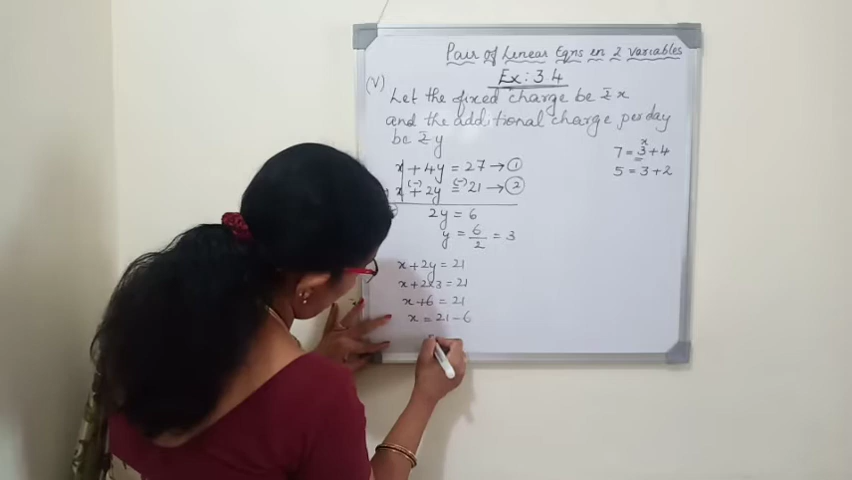 Pair of Linear Eqns in 2 Variables
Ex: 3.4
(V) Let the fixed charge be ₹ x
and the additional charge per day
be ₹ y
7 = 3 + 4
x
5 = 3 + 2
x + 4y = 27 → ①
x + 2y = 21 → ②
(-) (-)
2y = 6
y = 6/2 = 3
x + 2y = 21
x + 2×3 = 21
x + 6 = 21
x = 21 - 6